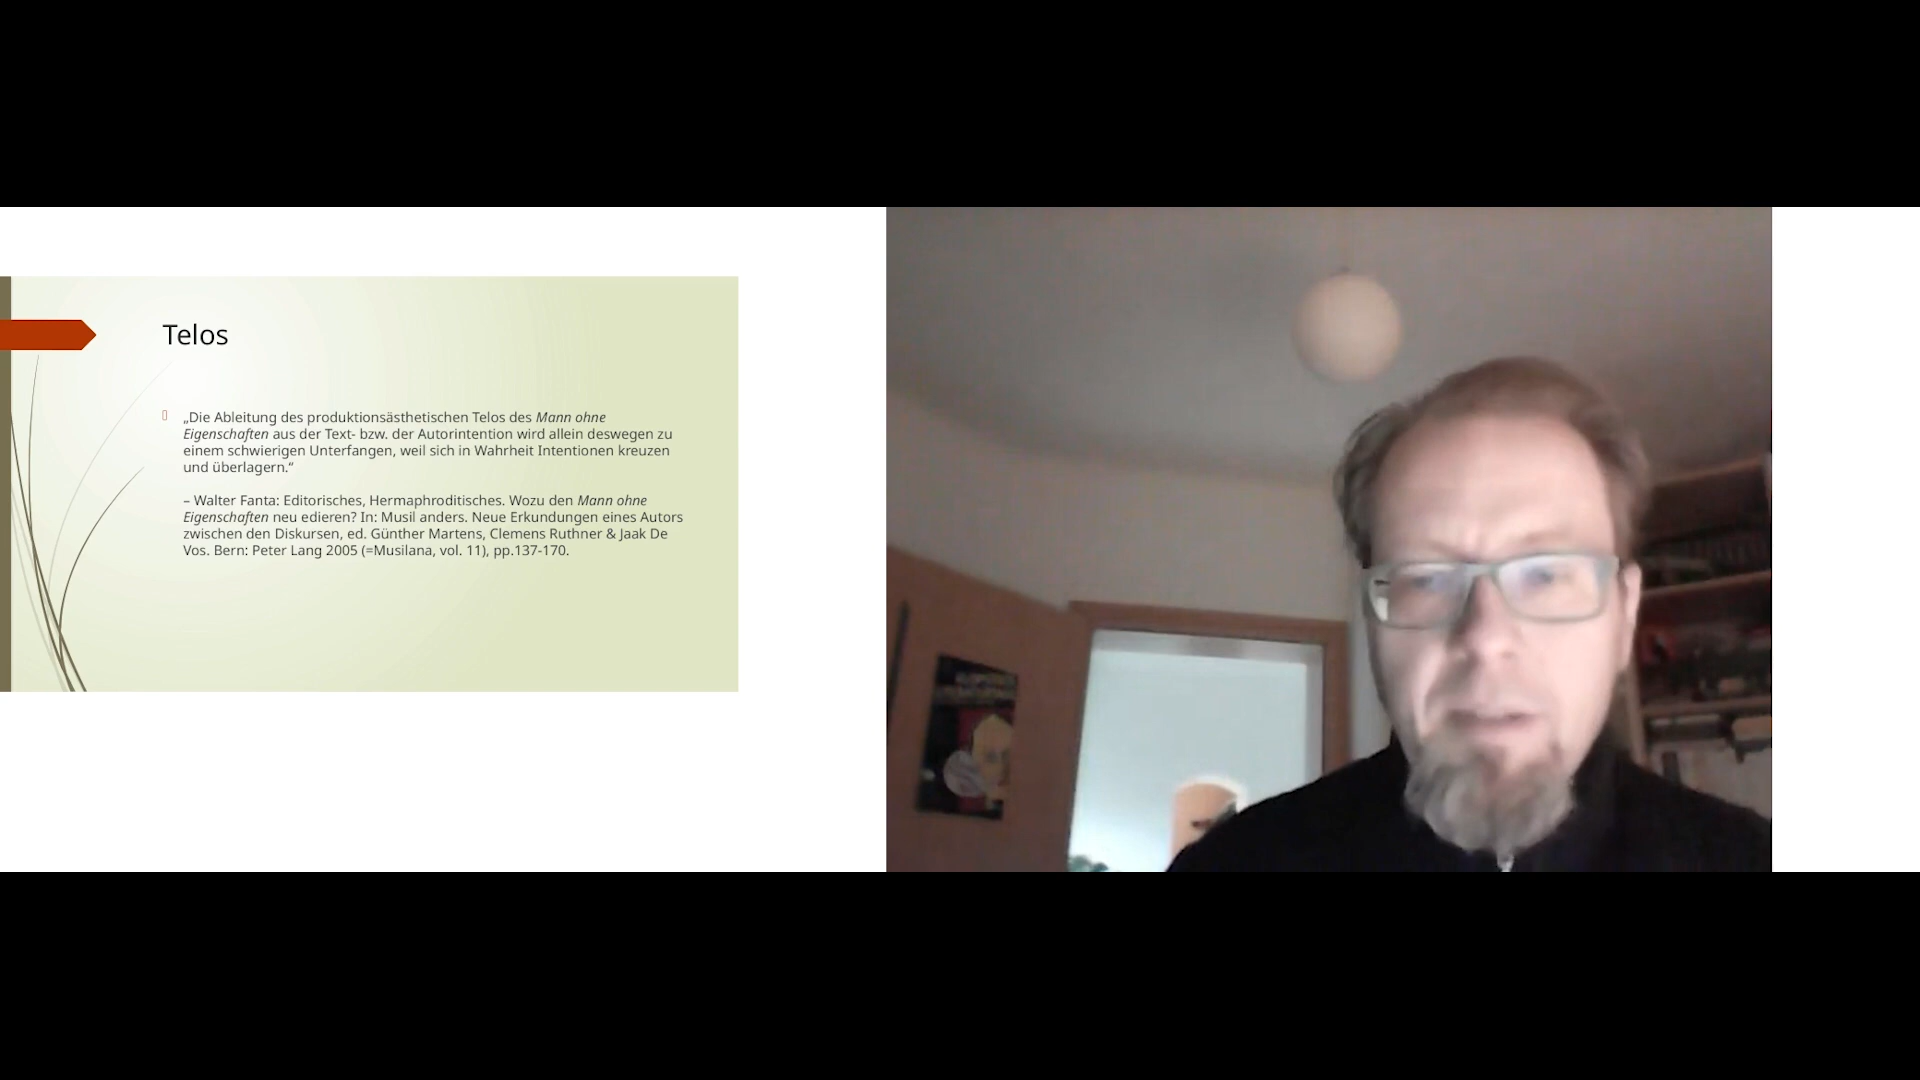 Telos
„Die Ableitung des produktionsästhetischen Telos des Mann ohne
Eigenschaften aus der Text- bzw. der Autorintention wird allein deswegen zu
einem schwierigen Unterfangen, weil sich in Wahrheit Intentionen kreuzen
und überlagern.“
– Walter Fanta: Editorisches, Hermaphroditisches. Wozu den Mann ohne
Eigenschaften neu edieren? In: Musil anders. Neue Erkundungen eines Autors
zwischen den Diskursen, ed. Günther Martens, Clemens Ruthner & Jaak De
Vos. Bern: Peter Lang 2005 (=Musilana, vol. 11), pp.137-170.